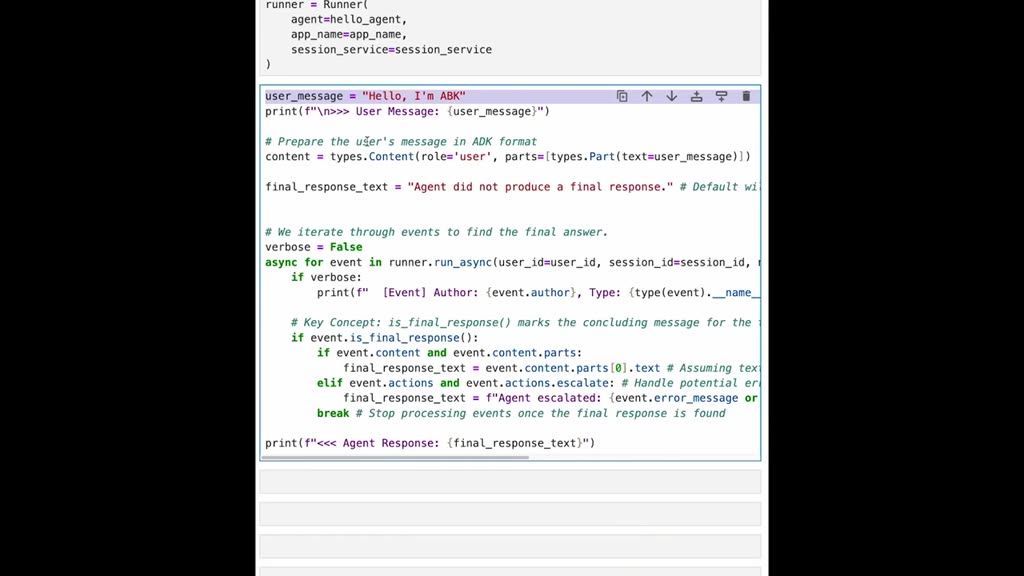 runner = Runner(
    agent=hello_agent,
    app_name=app_name,
    session_service=session_service
)
user_message = "Hello, I'm ABK"
print(f"\n>>> User Message: {user_message}")
# Prepare the user's message in ADK format
content = types.Content(role='user', parts=[types.Part(text=user_message)])
final_response_text = "Agent did not produce a final response." # Default wi
# We iterate through events to find the final answer.
verbose = False
async for event in runner.run_async(user_id=user_id, session_id=session_id,
    if verbose:
        print(f"  [Event] Author: {event.author}, Type: {type(event).__name__
    # Key Concept: is_final_response() marks the concluding message for the
    if event.is_final_response():
        if event.content and event.content.parts:
            final_response_text = event.content.parts[0].text # Assuming tex
        elif event.actions and event.actions.escalate: # Handle potential er
            final_response_text = f"Agent escalated: {event.error_message or
        break # Stop processing events once the final response is found
print(f"<<< Agent Response: {final_response_text}")